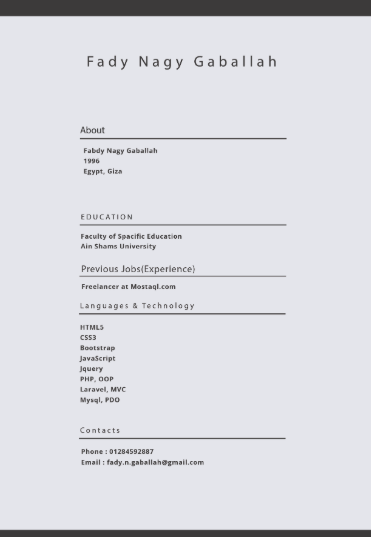 Fady Nagy Gaballah
About
Fabdy Nagy Gaballah
1996
Egypt, Giza
EDUCATION
Faculty of Spacific Education
Ain Shams University
Previous Jobs(Experience)
Freelancer at Mostaql.com
Languages & Technology
HTML5
CSS3
Bootstrap
JavaScript
Jquery
PHP, OOP
Laravel, MVC
Mysql, PDO
Contacts
Phone : 01284592887
Email : fady.n.gaballah@gmail.com